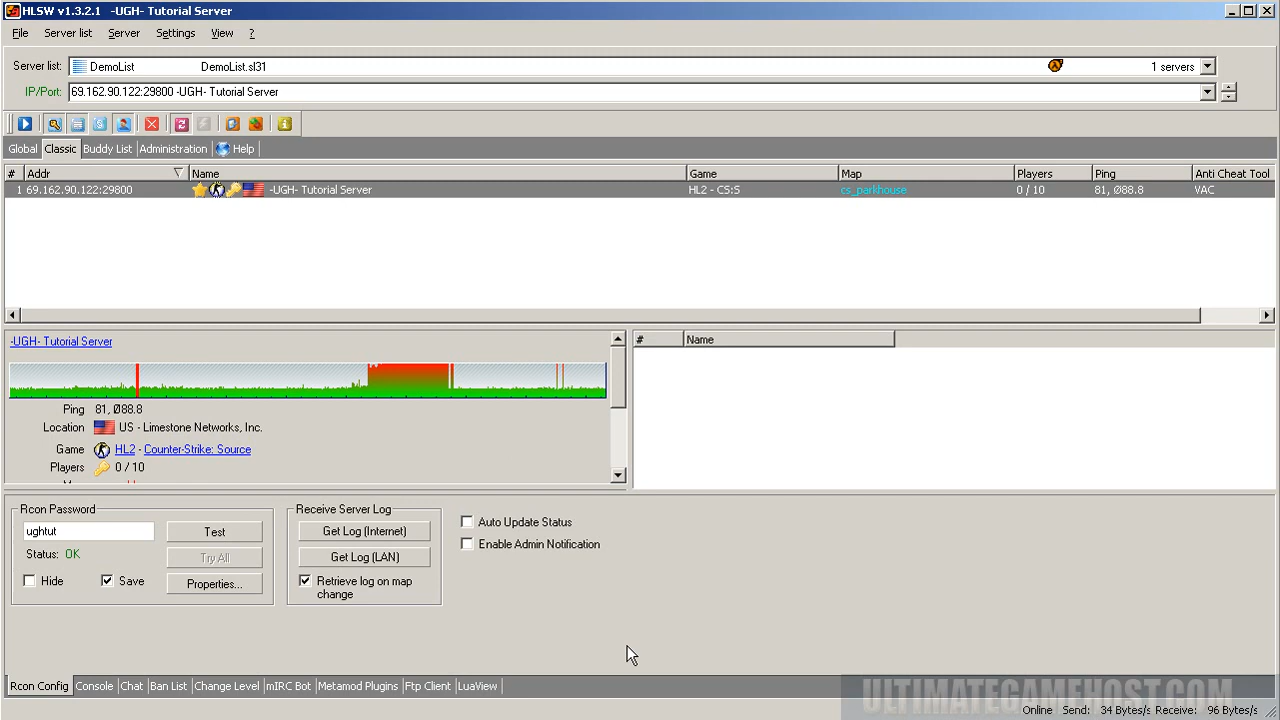 HLSW v1.3.2.1 -UGH- Tutorial Server
File Server list Server Settings View ?
Server list: DemoList DemoList.sl31 1 servers
IP/Port: 69.162.90.122:29800 -UGH- Tutorial Server
Global Classic Buddy List Administration Help
# Addr Name Game Map Players Ping Anti Cheat Tool
1 69.162.90.122:29800 -UGH- Tutorial Server HL2 - CS:S cs_parkhouse 0 / 10 81, Ø88.8 VAC
-UGH- Tutorial Server
# Name
Ping 81, Ø88.8
Location US - Limestone Networks, Inc.
Game HL2 - Counter-Strike: Source
Players 0 / 10
Rcon Password
ughtut
Test
Status: OK
Try All
Hide Save
Properties...
Receive Server Log
Get Log (Internet)
Get Log (LAN)
Retrieve log on map
change
Auto Update Status
Enable Admin Notification
Rcon Config Console Chat Ban List Change Level mIRC Bot Metamod Plugins Ftp Client LuaView
ULTIMATEGAMEHOST.COM
Online Send: 34 Bytes/s Receive: 96 Bytes/s